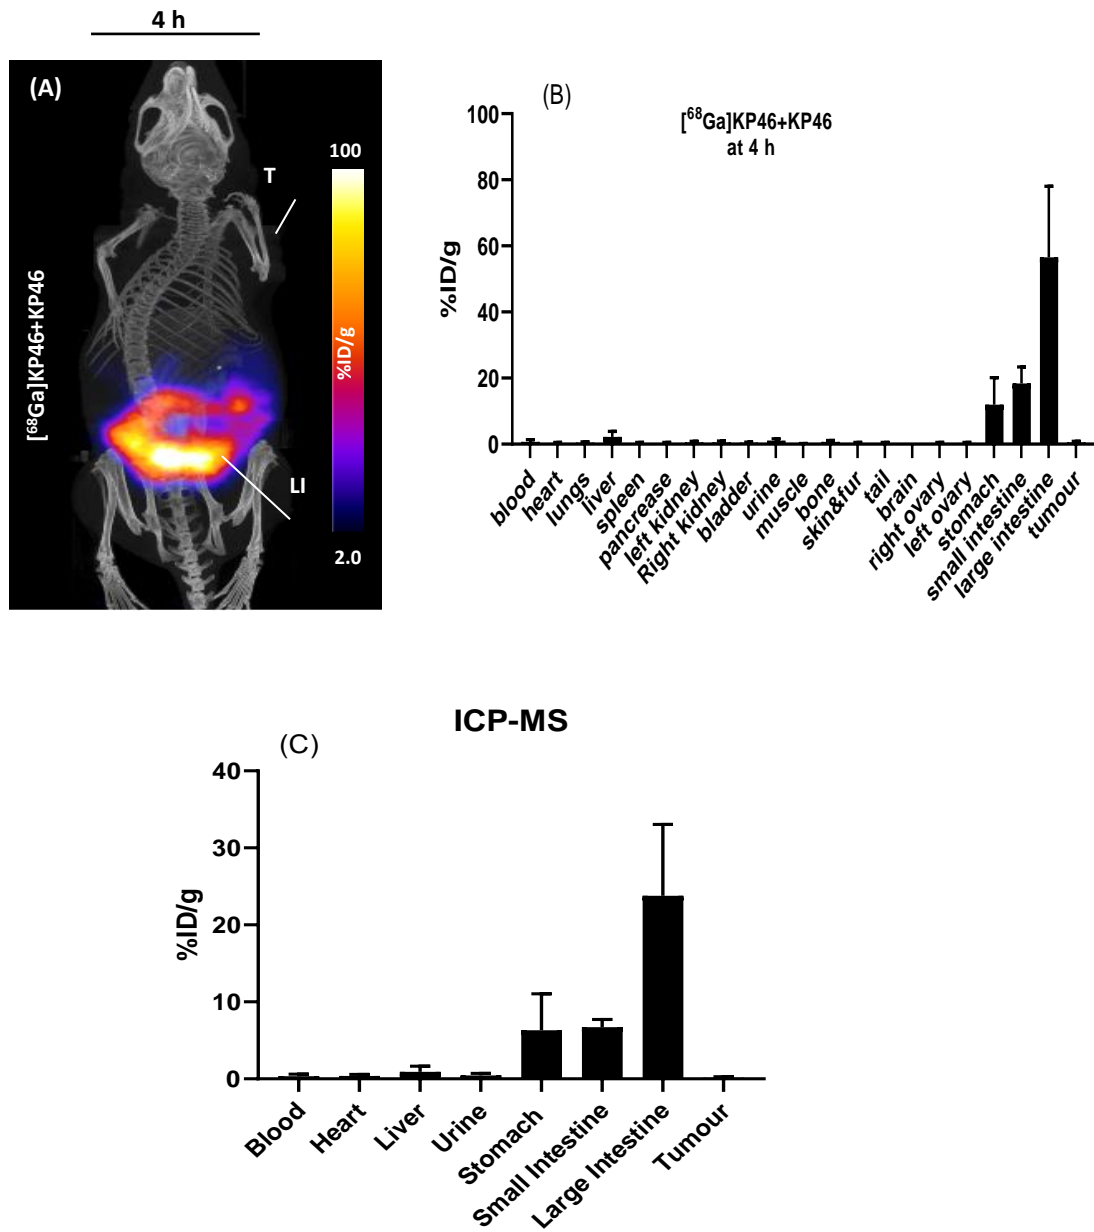 4 h
(A)
T
100
%ID/g
[⁶⁸Ga]KP46+KP46
LI
2.0
(B)
[⁶⁸Ga]KP46+KP46
at 4 h
%ID/g
100
80
60
40
20
0
blood
heart
lungs
liver
spleen
pancrease
left kidney
Right kidney
bladder
urine
muscle
bone
skin&fur
tail
brain
right ovary
left ovary
stomach
small intestine
large intestine
tumour
ICP-MS
(C)
%ID/g
40
30
20
10
0
Blood
Heart
Liver
Urine
Stomach
Small Intestine
Large Intestine
Tumour